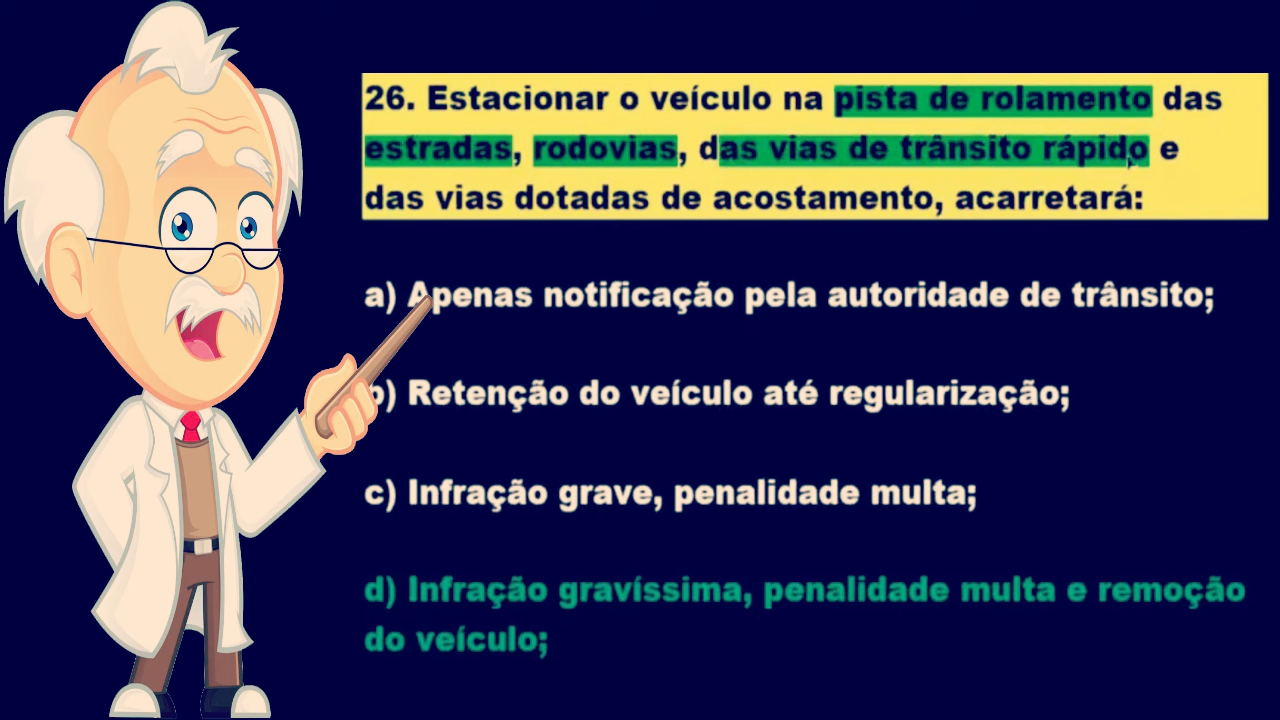 26. Estacionar o veículo na pista de rolamento das
estradas, rodovias, das vias de trânsito rápido e
das vias dotadas de acostamento, acarretará:
a) Apenas notificação pela autoridade de trânsito;
b) Retenção do veículo até regularização;
c) Infração grave, penalidade multa;
d) Infração gravíssima, penalidade multa e remoção
do veículo;